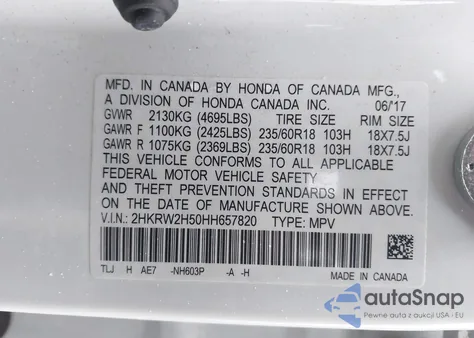 MFD. IN CANADA BY HONDA OF CANADA MFG.,
A DIVISION OF HONDA CANADA INC. 06/17
GVWR 2130KG (4695LBS) TIRE SIZE RIM SIZE
GAWR F 1100KG (2425LBS) 235/60R18 103H 18X7.5J
GAWR R 1075KG (2369LBS) 235/60R18 103H 18X7.5J
THIS VEHICLE CONFORMS TO ALL APPLICABLE
FEDERAL MOTOR VEHICLE SAFETY
AND THEFT PREVENTION STANDARDS IN EFFECT
ON THE DATE OF MANUFACTURE SHOWN ABOVE.
V.I.N.: 2HKRW2H50HH657820 TYPE: MPV
TLJ H AE7 -NH603P -A -H
MADE IN CANADA
autoSnap
Pewne auta z aukcji USA - EU